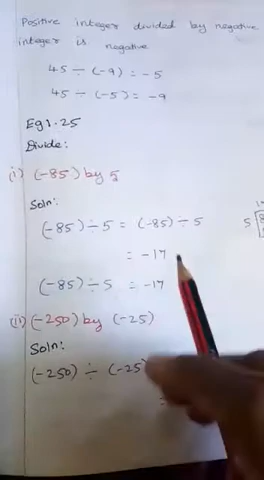 Positive integer divided by negative
integer is negative
45 ÷ (-9) = -5
45 ÷ (-5) = -9
Eg 1.25
Divide:
(i) (-85) by 5
Soln:
(-85) ÷ 5 = (-85) ÷ 5
= -17
(-85) ÷ 5 = -17
(ii) (-250) by (-25)
Soln:
(-250) ÷ (-25)
=
5